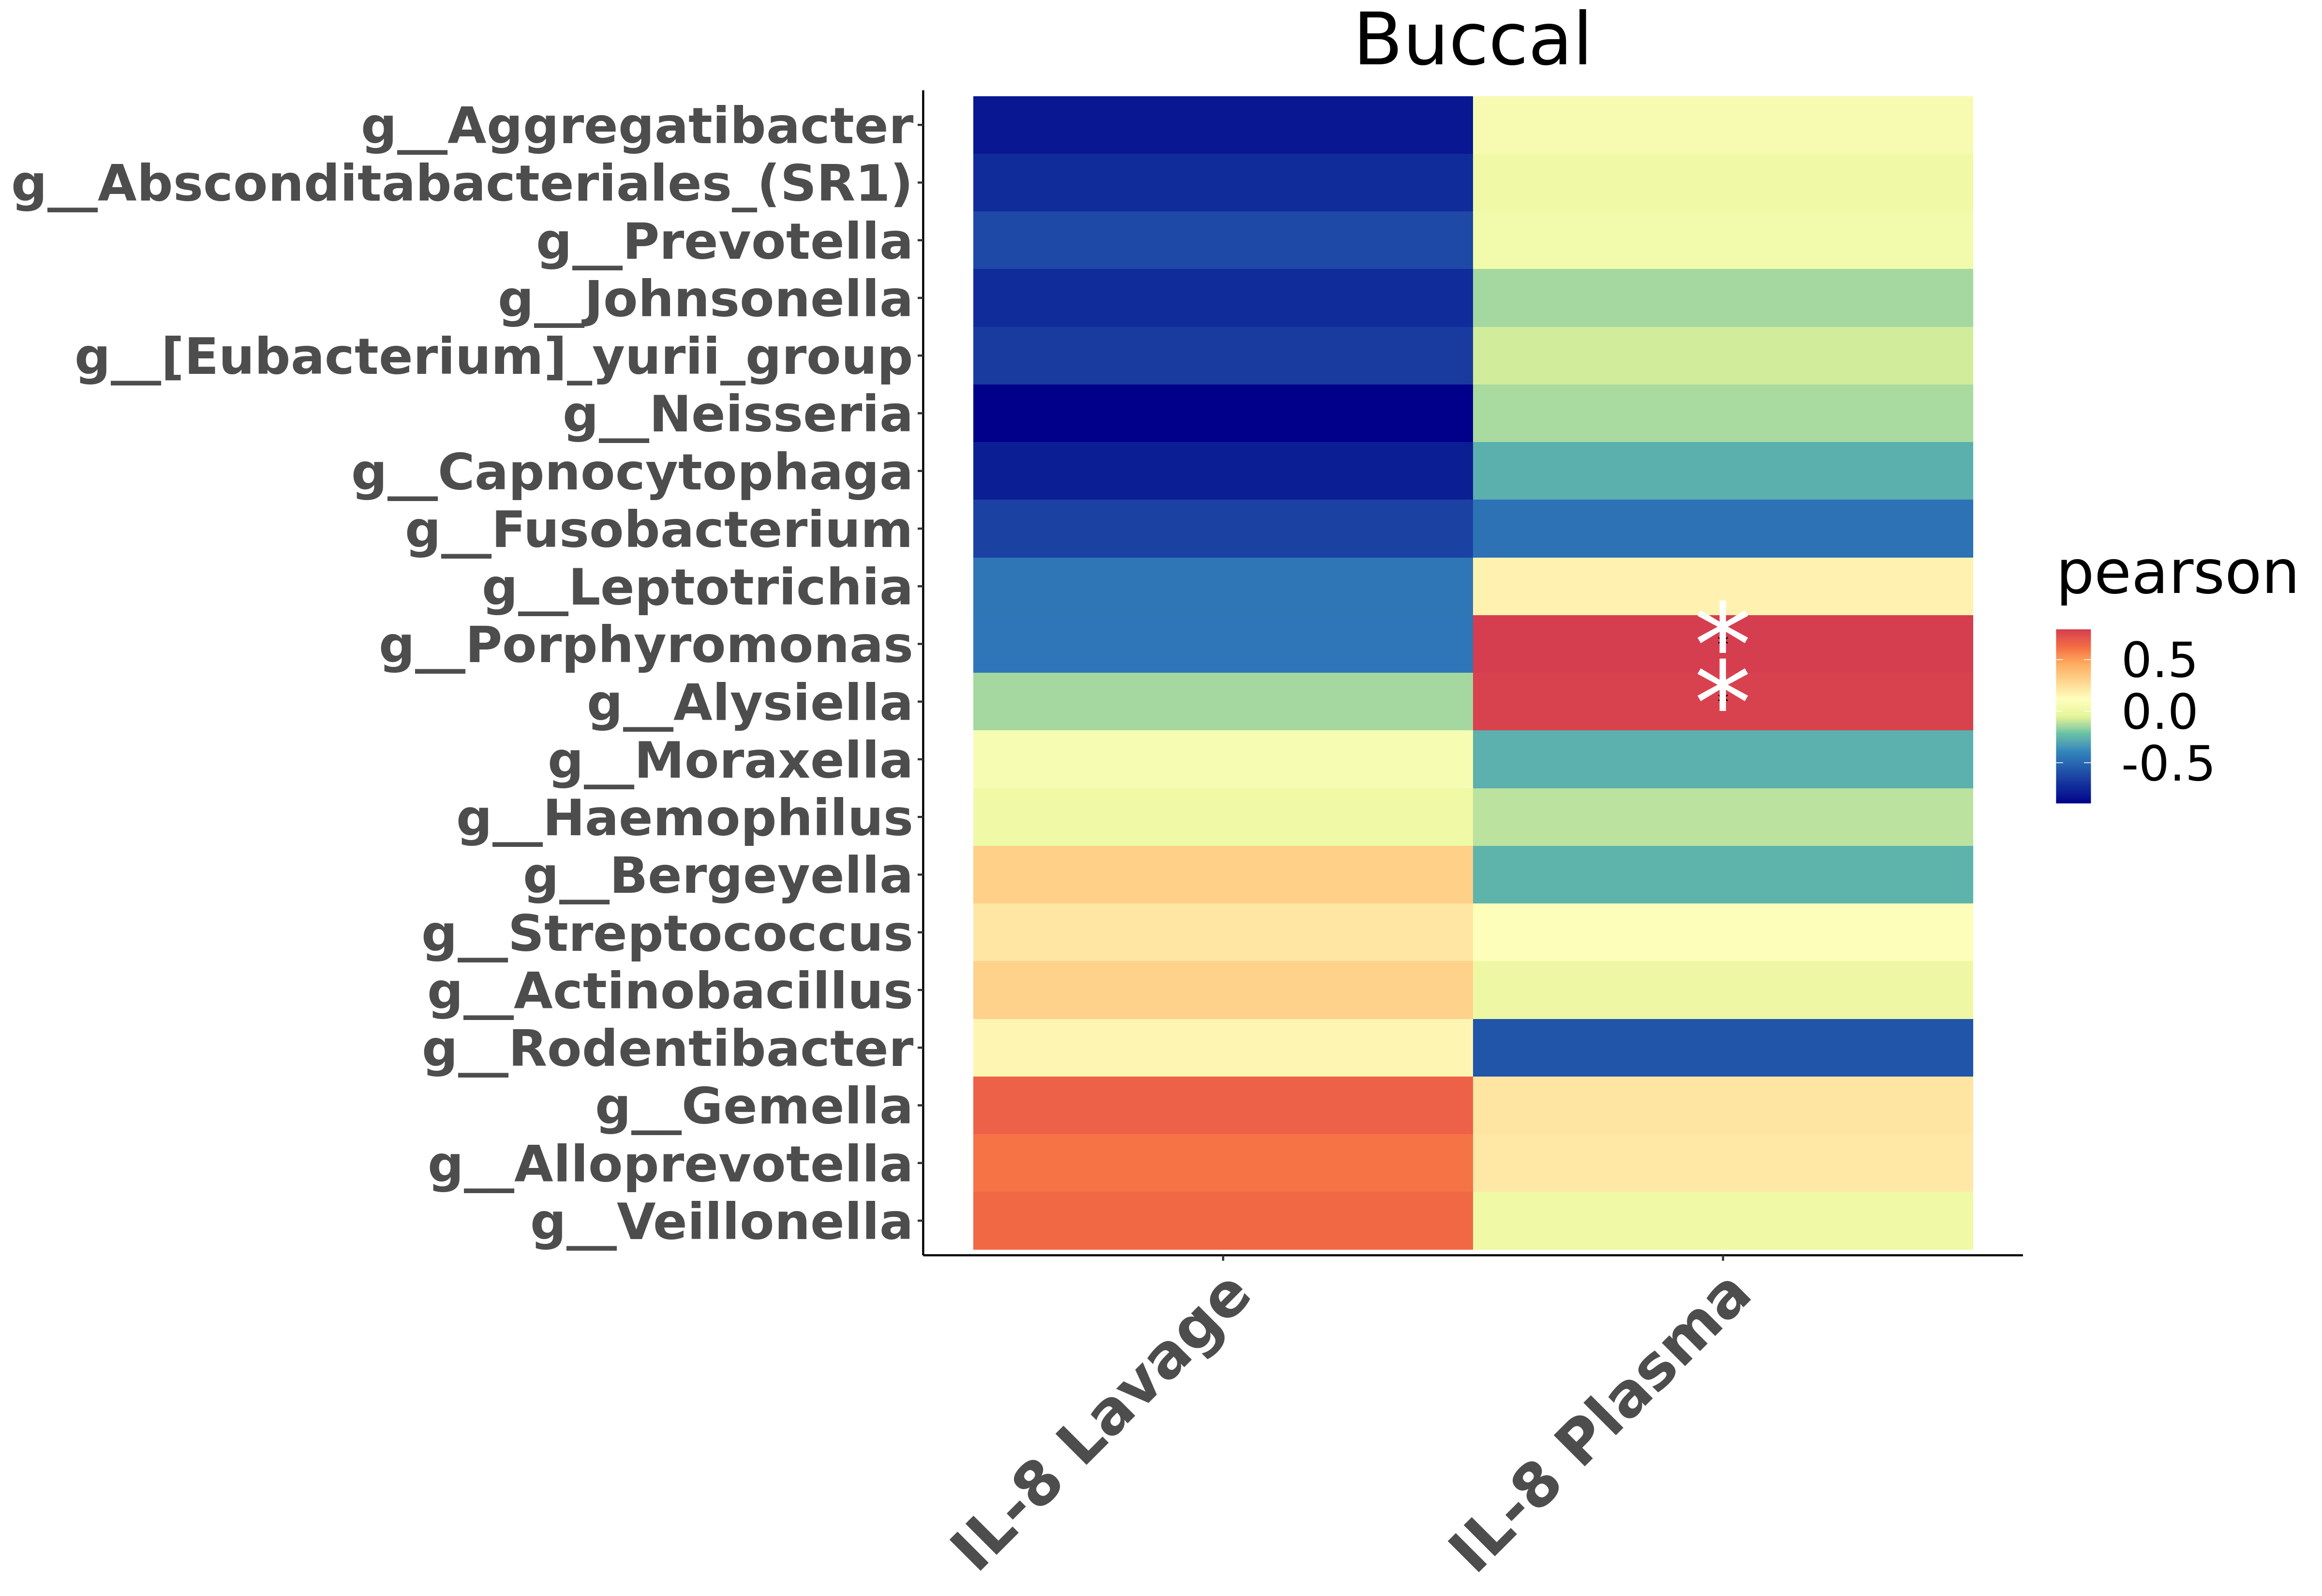 Buccal
g__Aggregatibacter
g__Absconditabacteriales_(SR1)
g__Prevotella
g__Johnsonella
g__[Eubacterium]_yurii_group
g__Neisseria
g__Capnocytophaga
g__Fusobacterium
g__Leptotrichia
g__Porphyromonas
g__Alysiella
g__Moraxella
g__Haemophilus
g__Bergeyella
g__Streptococcus
g__Actinobacillus
g__Rodentibacter
g__Gemella
g__Alloprevotella
g__Veillonella
*
*
IL-8 Lavage
IL-8 Plasma
pearson
0.5
0.0
-0.5